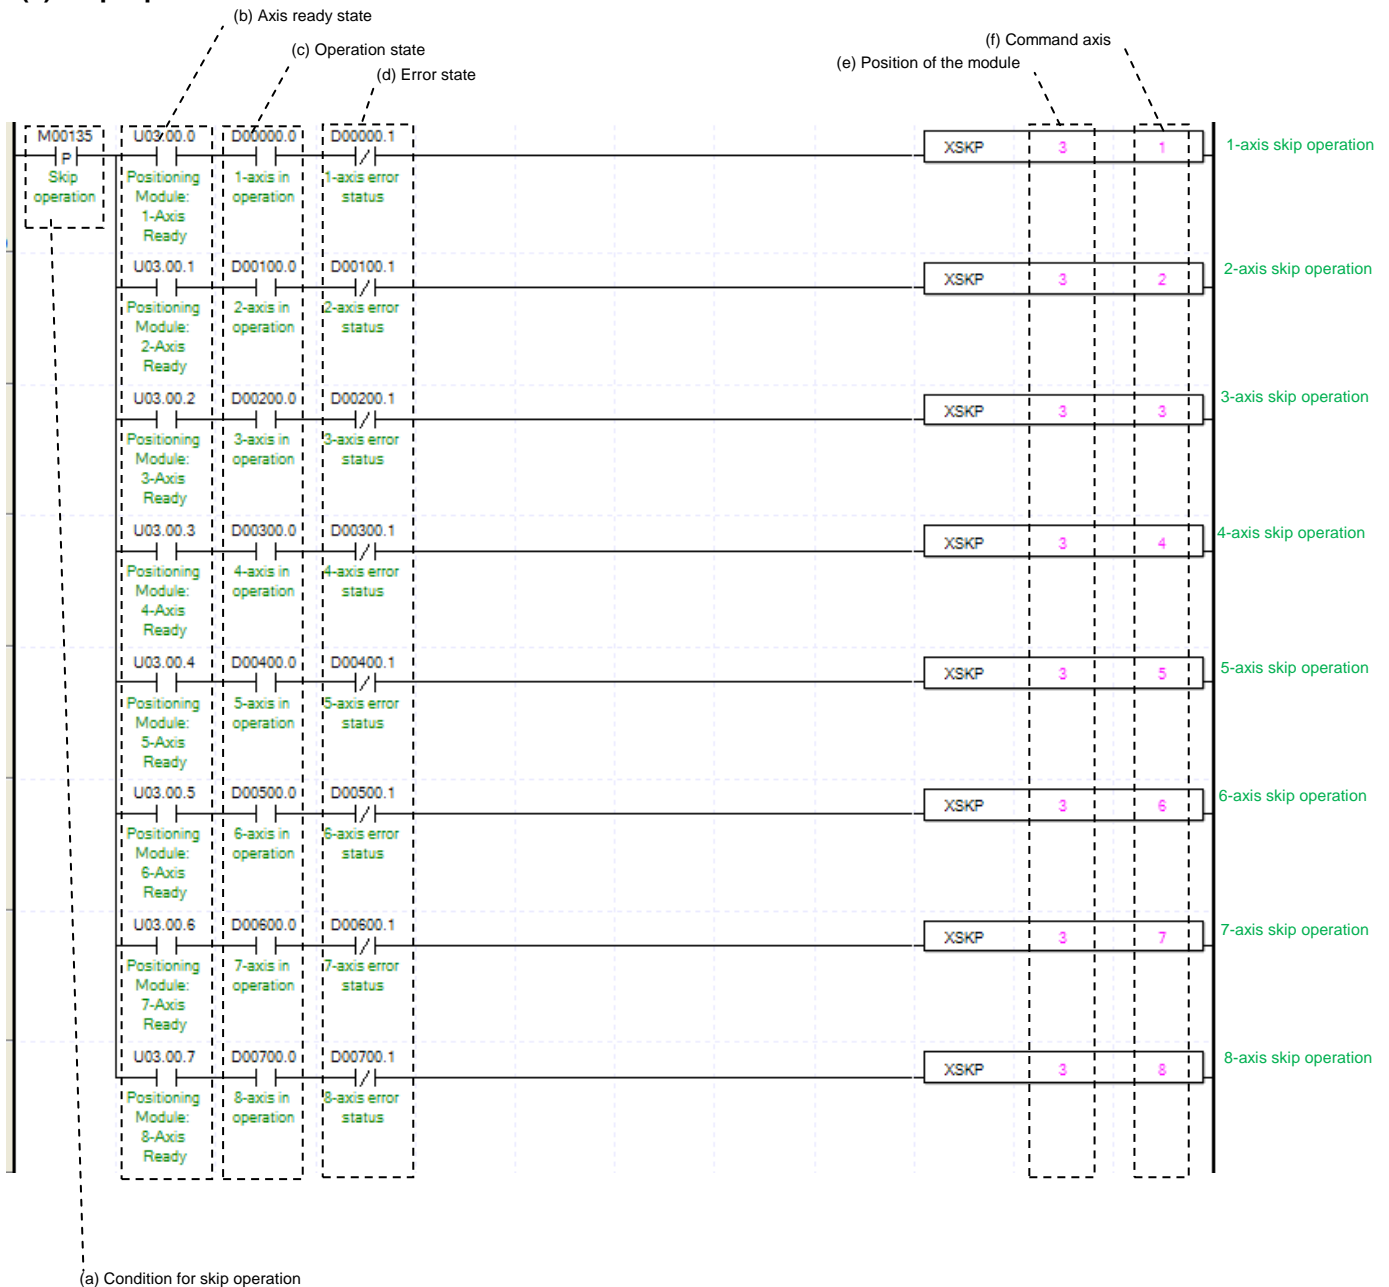 (b) Axis ready state
(c) Operation state
(d) Error state
(f) Command axis
(e) Position of the module
M00135 U03.00.0 D00000.0 D00000.1
P
XSKP 3 1
1-axis skip operation
Skip operation
Positioning Module: 1-Axis Ready
1-axis in operation
1-axis error status
U03.00.1 D00100.0 D00100.1
XSKP 3 2
2-axis skip operation
Positioning Module: 2-Axis Ready
2-axis in operation
2-axis error status
U03.00.2 D00200.0 D00200.1
XSKP 3 3
3-axis skip operation
Positioning Module: 3-Axis Ready
3-axis in operation
3-axis error status
U03.00.3 D00300.0 D00300.1
XSKP 3 4
4-axis skip operation
Positioning Module: 4-Axis Ready
4-axis in operation
4-axis error status
U03.00.4 D00400.0 D00400.1
XSKP 3 5
5-axis skip operation
Positioning Module: 5-Axis Ready
5-axis in operation
5-axis error status
U03.00.5 D00500.0 D00500.1
XSKP 3 6
6-axis skip operation
Positioning Module: 6-Axis Ready
6-axis in operation
6-axis error status
U03.00.6 D00600.0 D00600.1
XSKP 3 7
7-axis skip operation
Positioning Module: 7-Axis Ready
7-axis in operation
7-axis error status
U03.00.7 D00700.0 D00700.1
XSKP 3 8
8-axis skip operation
Positioning Module: 8-Axis Ready
8-axis in operation
8-axis error status
(a) Condition for skip operation